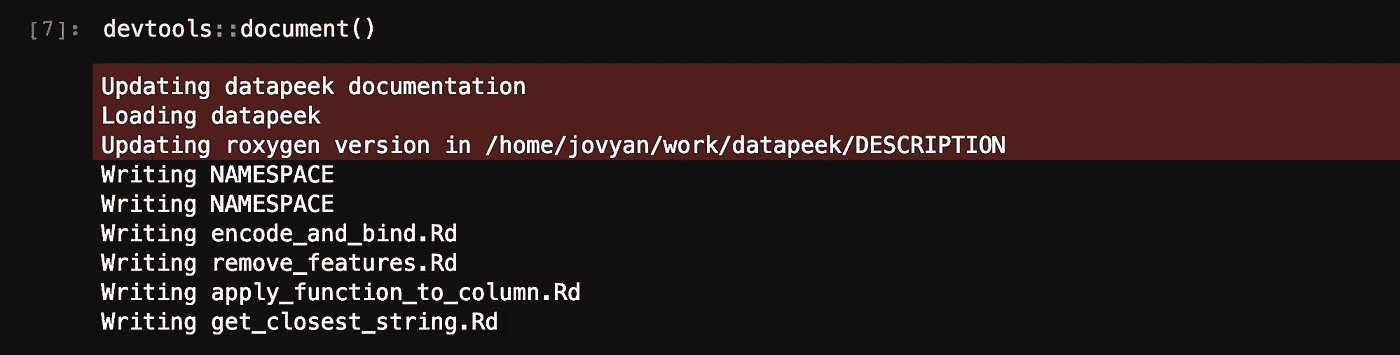 [7]: devtools::document()
Updating datapeek documentation
Loading datapeek
Updating roxygen version in /home/jovyan/work/datapeek/DESCRIPTION
Writing NAMESPACE
Writing NAMESPACE
Writing encode_and_bind.Rd
Writing remove_features.Rd
Writing apply_function_to_column.Rd
Writing get_closest_string.Rd